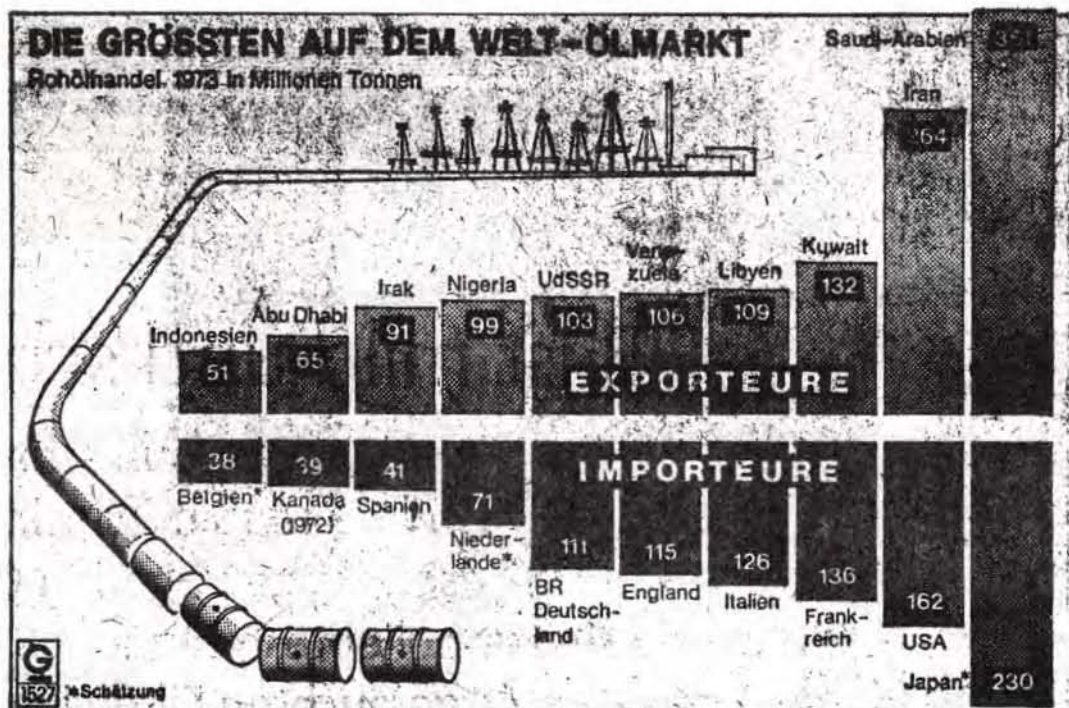 DIE GRÖSSTEN AUF DEM WELT-ÖLMARKT
Rohölhandel 1973 in Millionen Tonnen
Saudi-Arabien
Iran
264
Kuwait
132
Libyen
109
Vene-
zuela
106
UdSSR
103
Nigeria
99
Irak
91
Abu Dhabi
65
Indonesien
51
EXPORTEURE
IMPORTEURE
38
Belgien*
39
Kanada
(1972)
41
Spanien
71
Nieder-
lande*
111
BR
Deutsch-
land
115
England
126
Italien
136
Frank-
reich
162
USA
Japan*
230
G
1527
*Schätzung